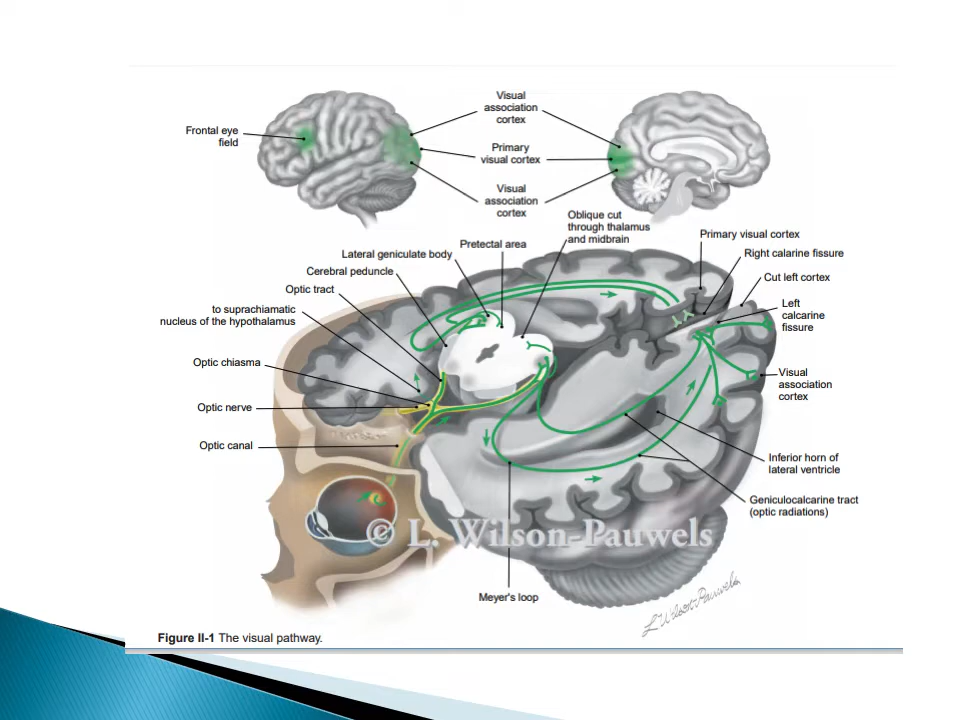 Visual
association
cortex
Frontal eye
field
Primary
visual cortex
Visual
association
cortex
Oblique cut
through thalamus
and midbrain
Pretectal area
Lateral geniculate body
Cerebral peduncle
Optic tract
to suprachiamatic
nucleus of the hypothalamus
Optic chiasma
Optic nerve
Optic canal
Primary visual cortex
Right calarine fissure
Cut left cortex
Left
calcarine
fissure
Visual
association
cortex
Inferior horn of
lateral ventricle
Geniculocalcarine tract
(optic radiations)
© L. Wilson-Pauwels
Meyer's loop
L Wilson-Pauwels
Figure II-1 The visual pathway.